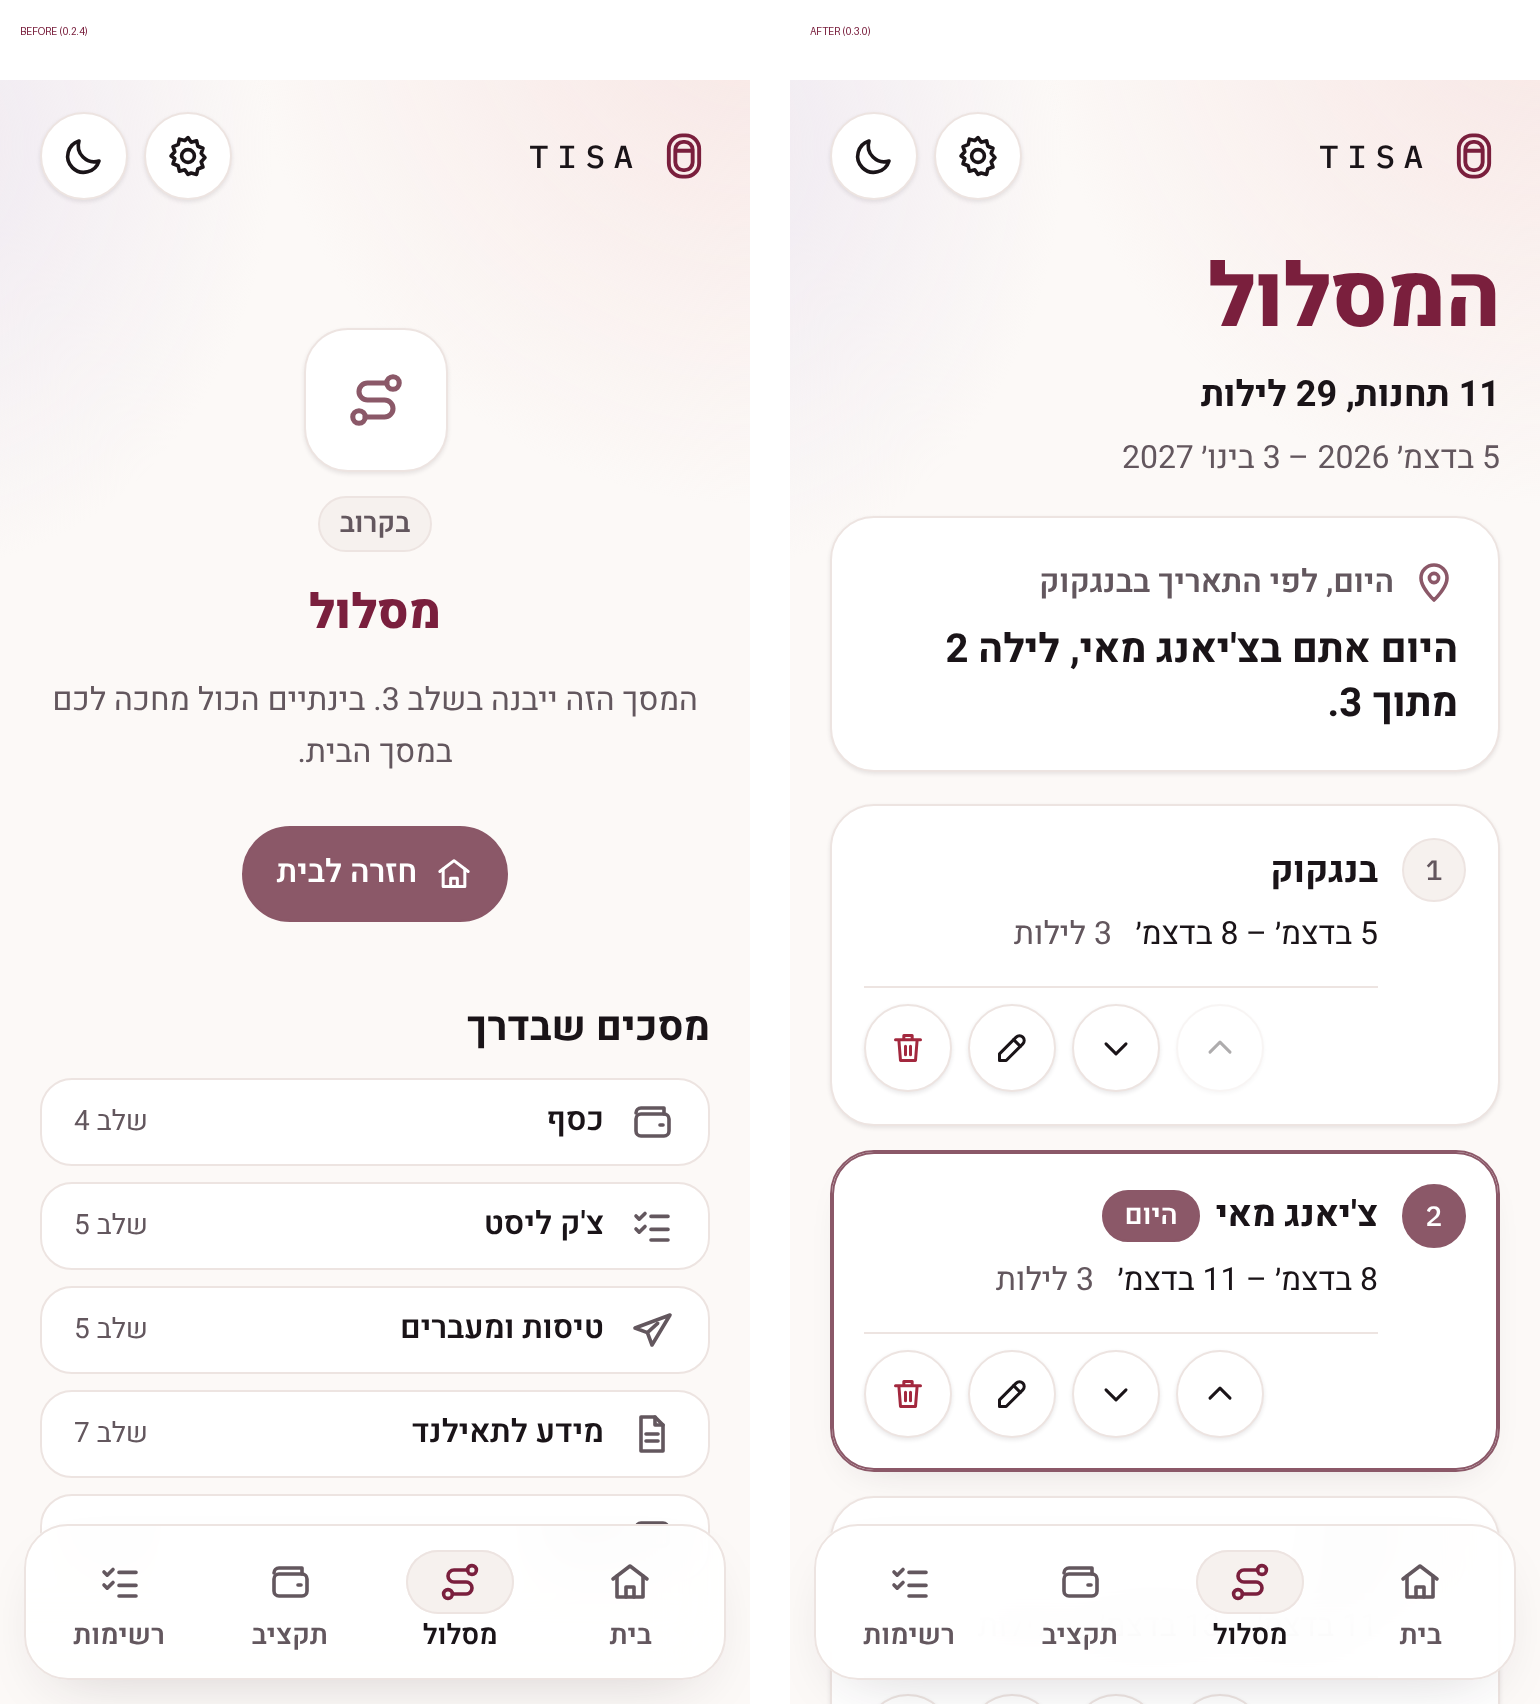 BEFORE (0.2.4)
TISA
בקרוב
מסלול
המסך הזה ייבנה בשלב 3. בינתיים הכול מחכה לכם
במסך הבית.
חזרה לבית
מסכים שבדרך
כסף
שלב 4
צ'ק ליסט
שלב 5
טיסות ומעברים
שלב 5
מידע לתאילנד
שלב 7
בית
מסלול
תקציב
רשימות
AFTER (0.3.0)
TISA
המסלול
11 תחנות, 29 לילות
5 בדצמ׳ 2026 – 3 בינו׳ 2027
היום, לפי התאריך בבנגקוק
היום אתם בצ'יאנג מאי, לילה 2
מתוך 3.
1
בנגקוק
5 בדצמ׳ – 8 בדצמ׳ 3 לילות
2
צ'יאנג מאי היום
8 בדצמ׳ – 11 בדצמ׳ 3 לילות
בית
מסלול
תקציב
רשימות